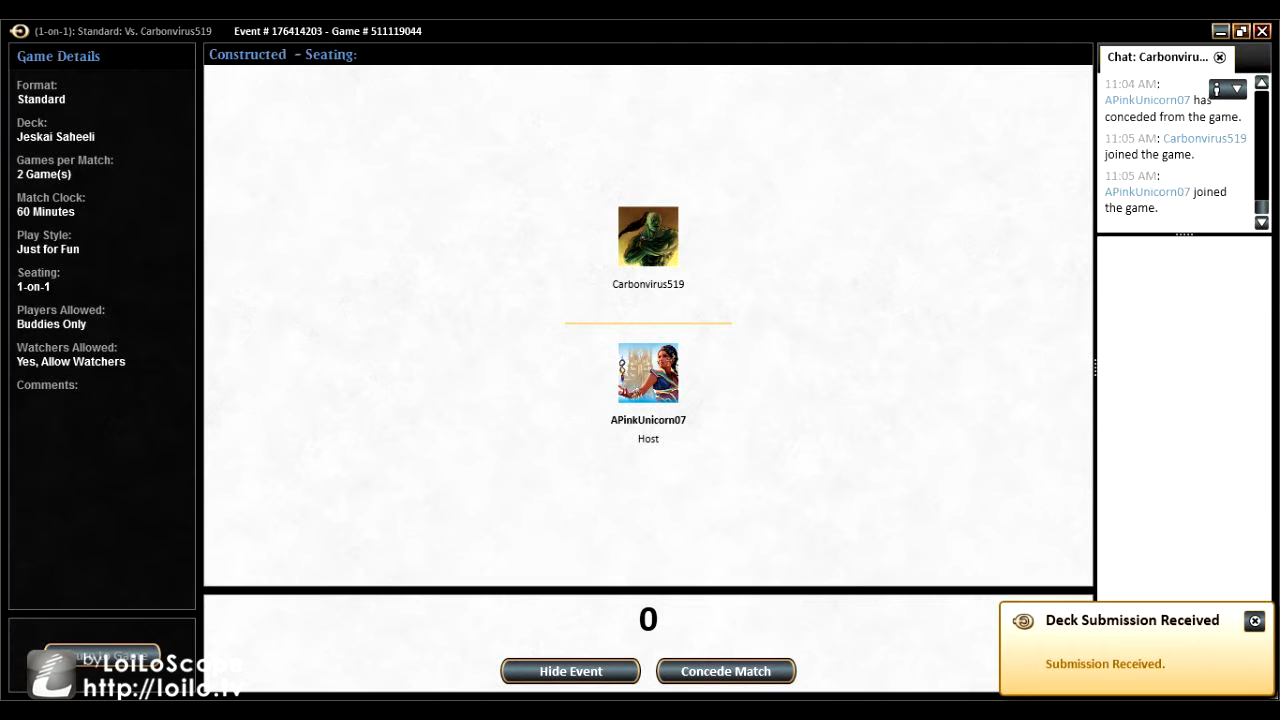 (1-on-1): Standard: Vs. Carbonvirus519
Event # 176414203 - Game # 511119044
Game Details
Format:
Standard
Deck:
Jeskai Saheeli
Games per Match:
2 Game(s)
Match Clock:
60 Minutes
Play Style:
Just for Fun
Seating:
1-on-1
Players Allowed:
Buddies Only
Watchers Allowed:
Yes, Allow Watchers
Comments:
Constructed - Seating:
Carbonvirus519
APinkUnicorn07
Host
0
Hide Event
Concede Match
Chat: Carbonviru...
11:04 AM:
APinkUnicorn07 has
conceded from the game.
11:05 AM: Carbonvirus519
joined the game.
11:05 AM:
APinkUnicorn07 joined
the game.
Deck Submission Received
Submission Received.
by LoiLoScope
http://loilo.tv